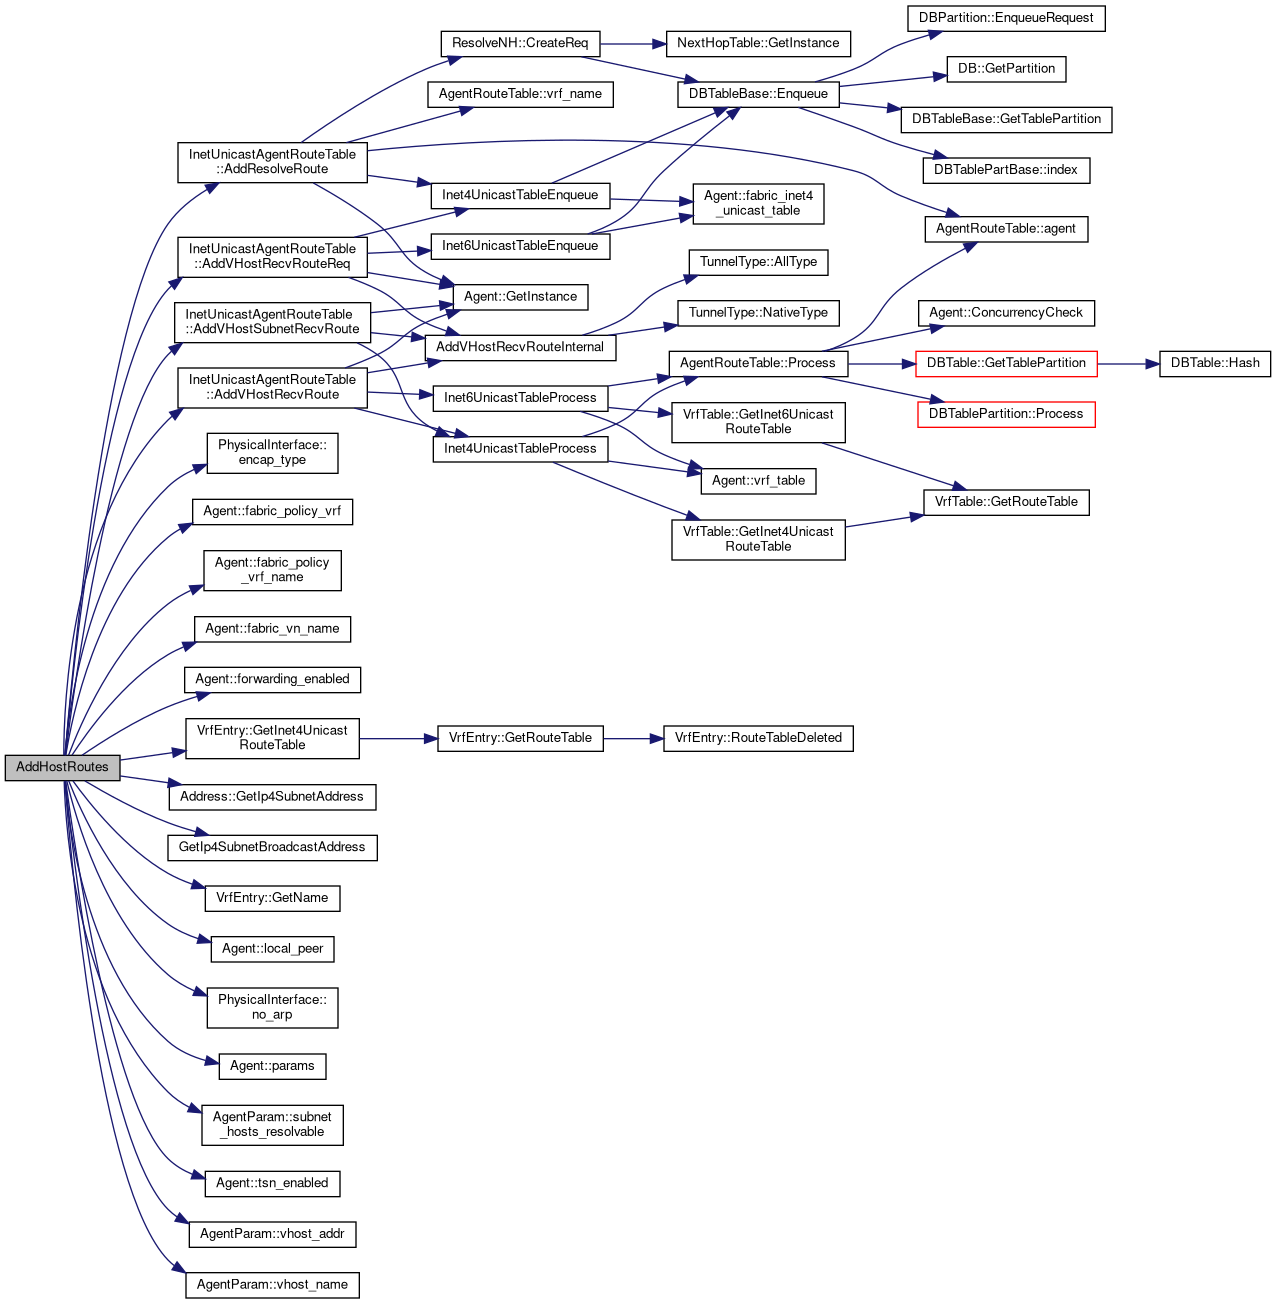 AddHostRoutes
InetUnicastAgentRouteTable
::AddResolveRoute
InetUnicastAgentRouteTable
::AddVHostRecvRouteReq
InetUnicastAgentRouteTable
::AddVHostSubnetRecvRoute
InetUnicastAgentRouteTable
::AddVHostRecvRoute
PhysicalInterface::
encap_type
Agent::fabric_policy_vrf
Agent::fabric_policy
_vrf_name
Agent::fabric_vn_name
Agent::forwarding_enabled
VrfEntry::GetInet4Unicast
RouteTable
Address::GetIp4SubnetAddress
GetIp4SubnetBroadcastAddress
VrfEntry::GetName
Agent::local_peer
PhysicalInterface::
no_arp
Agent::params
AgentParam::subnet
_hosts_resolvable
Agent::tsn_enabled
AgentParam::vhost_addr
AgentParam::vhost_name
ResolveNH::CreateReq
AgentRouteTable::vrf_name
Inet4UnicastTableEnqueue
Inet6UnicastTableEnqueue
Agent::GetInstance
AddVHostRecvRouteInternal
Inet6UnicastTableProcess
Inet4UnicastTableProcess
VrfEntry::GetRouteTable
NextHopTable::GetInstance
DBTableBase::Enqueue
Agent::fabric_inet4
_unicast_table
TunnelType::AllType
TunnelType::NativeType
AgentRouteTable::Process
VrfTable::GetInet6Unicast
RouteTable
Agent::vrf_table
VrfTable::GetInet4Unicast
RouteTable
VrfEntry::RouteTableDeleted
DBPartition::EnqueueRequest
DB::GetPartition
DBTableBase::GetTablePartition
DBTablePartBase::index
AgentRouteTable::agent
Agent::ConcurrencyCheck
DBTable::GetTablePartition
DBTablePartition::Process
VrfTable::GetRouteTable
DBTable::Hash